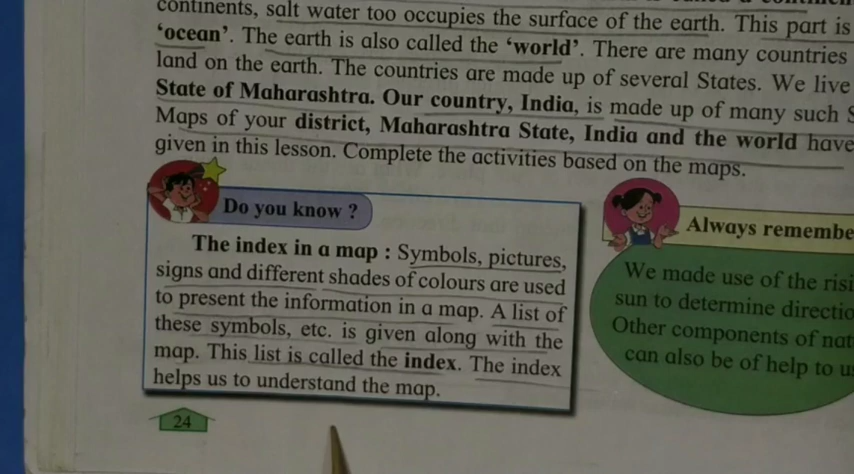 continents, salt water too occupies the surface of the earth. This part is
'ocean'. The earth is also called the 'world'. There are many countries
land on the earth. The countries are made up of several States. We live
State of Maharashtra. Our country, India, is made up of many such
Maps of your district, Maharashtra State, India and the world have
given in this lesson. Complete the activities based on the maps.
Do you know ?
The index in a map : Symbols, pictures,
signs and different shades of colours are used
to present the information in a map. A list of
these symbols, etc. is given along with the
map. This list is called the index. The index
helps us to understand the map.
Always remembe
We made use of the risi
sun to determine directio
Other components of nat
can also be of help to u
24